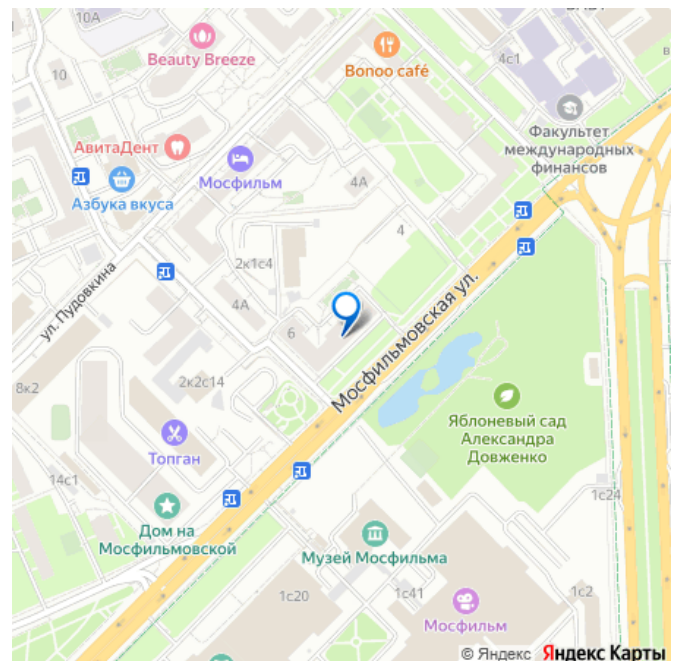 10А
10
Beauty Breeze
Bonoo café
4с1
Факультет
международных
финансов
АвитаДент
Азбука вкуса
Мосфильм
4А
4
2к1с4
ул. Пудовкина
4А
6
Мосфильмовская ул.
8к2
2к2с14
Яблоневый сад
Александра
Довженко
Топган
14с1
1с24
Дом на
Мосфильмовской
Музей Мосфильма
1с20
1с41
1с2
Мосфильм
© Яндекс Яндекс Карты